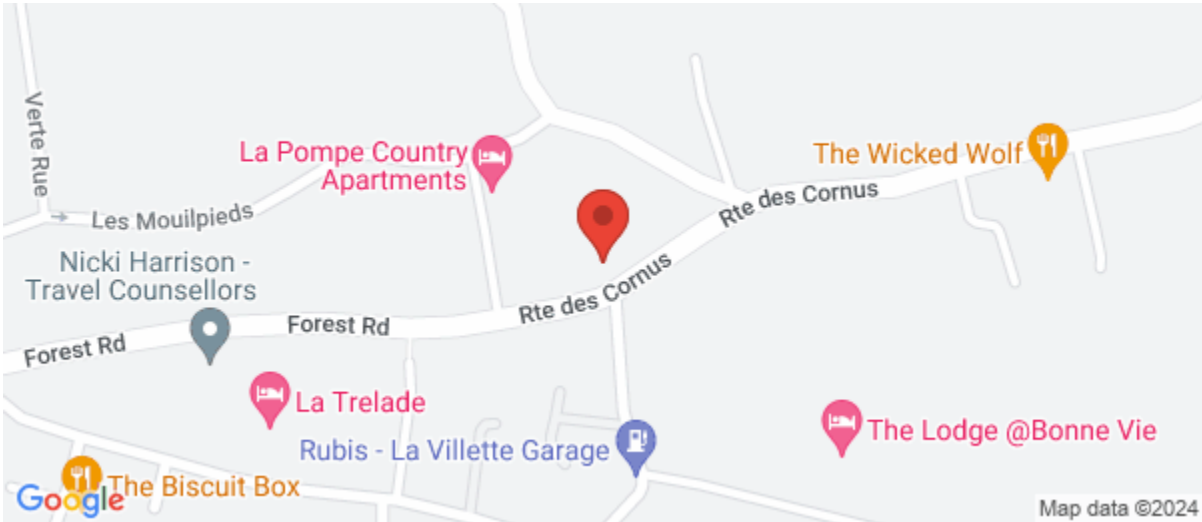 Verte Rue
La Pompe Country
Apartments
The Wicked Wolf
Rte des Cornus
Les Mouilpieds
Nicki Harrison -
Travel Counsellors
Rte des Cornus
Forest Rd
Forest Rd
La Trelade
The Lodge @Bonne Vie
Rubis - La Villette Garage
The Biscuit Box
Google
Map data ©2024